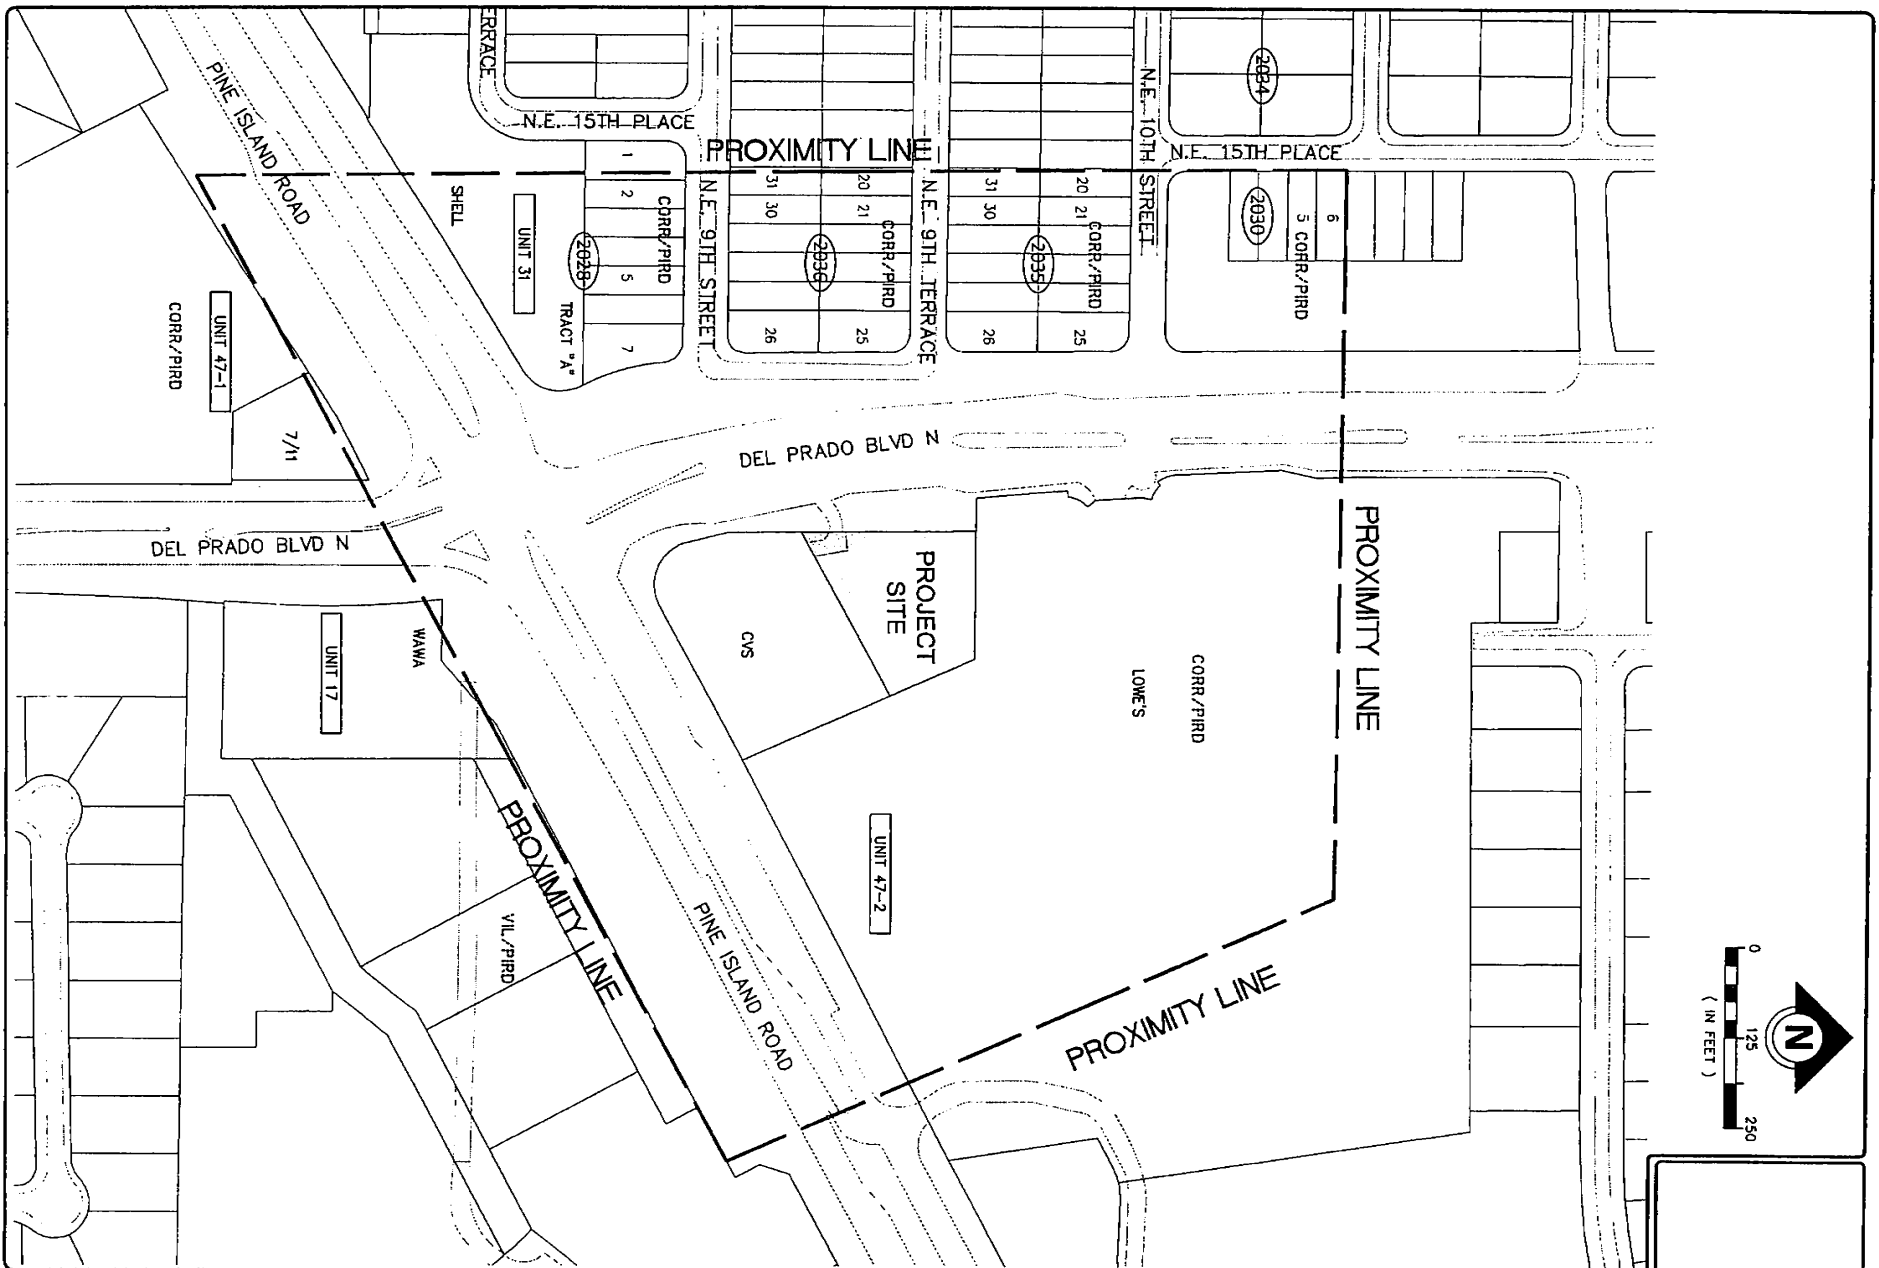 PINE ISLAND ROAD
ERRACE
N.E. 15TH PLACE
PROXIMITY LINE
N.E. 10TH STREET
2034
N.E. 15TH PLACE
SHELL
UNIT 31
2028
TRACT "A"
1
2
5
7
CORR/PIRD
N.E. 9TH STREET
31
30
26
2036
20
21
25
CORR/PIRD
N.E. 9TH TERRACE
31
30
26
2035
20
21
25
CORR/PIRD
2030
5
6
CORR/PIRD
CORR/PIRD
UNIT 47-1
7/11
DEL PRADO BLVD N
DEL PRADO BLVD N
PROXIMITY LINE
PROJECT
SITE
CVS
WAWA
UNIT 17
CORR/PIRD
LOWE'S
UNIT 47-2
PROXIMITY LINE
VIL/PIRD
PINE ISLAND ROAD
PROXIMITY LINE
0
125
250
( IN FEET )
N